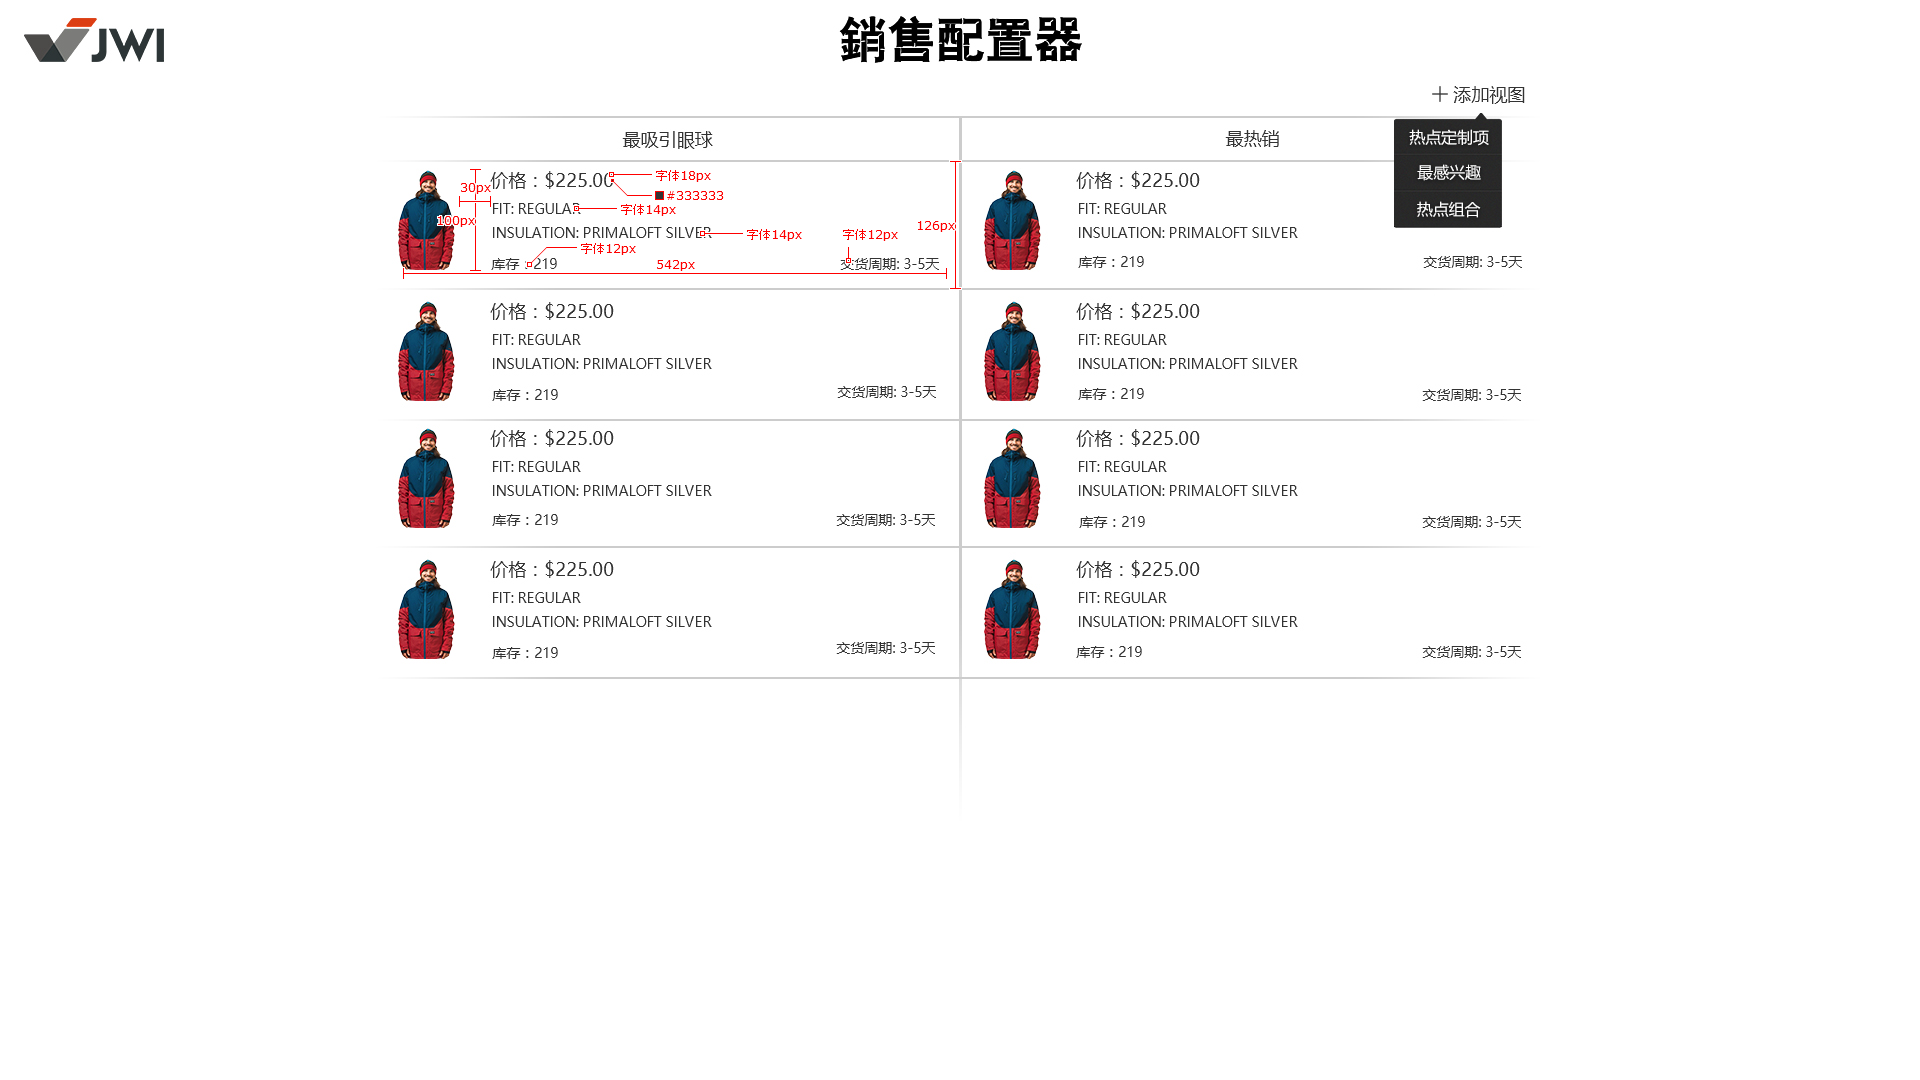 JWI
銷售配置器
添加视图
最吸引眼球
最热销
热点定制项
最感兴趣
热点组合
价格：$225.00
字体18px
#333333
30px
FIT: REGULAR
字体14px
100px
INSULATION: PRIMALOFT SILVER
字体14px
字体12px
126px
字体12px
库存：219
542px
交货周期: 3-5天
价格：$225.00
FIT: REGULAR
INSULATION: PRIMALOFT SILVER
库存：219
交货周期: 3-5天
价格：$225.00
FIT: REGULAR
INSULATION: PRIMALOFT SILVER
库存：219
交货周期: 3-5天
价格：$225.00
FIT: REGULAR
INSULATION: PRIMALOFT SILVER
库存：219
交货周期: 3-5天
价格：$225.00
FIT: REGULAR
INSULATION: PRIMALOFT SILVER
库存：219
交货周期: 3-5天
价格：$225.00
FIT: REGULAR
INSULATION: PRIMALOFT SILVER
库存：219
交货周期: 3-5天
价格：$225.00
FIT: REGULAR
INSULATION: PRIMALOFT SILVER
库存：219
交货周期: 3-5天
价格：$225.00
FIT: REGULAR
INSULATION: PRIMALOFT SILVER
库存：219
交货周期: 3-5天